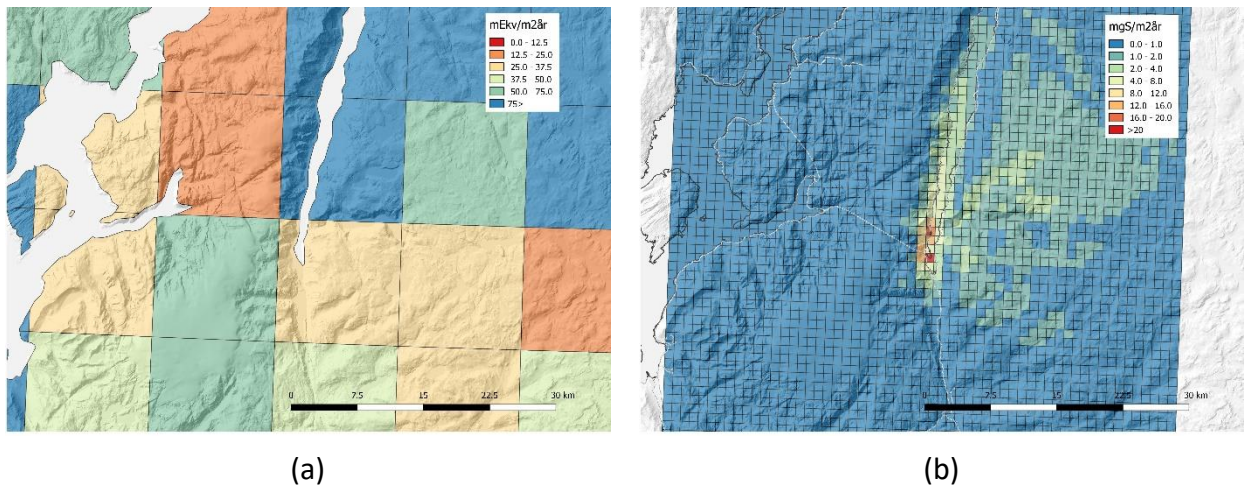 mEkv/m2år
0.0 - 12.5
12.5 - 25.0
25.0 - 37.5
37.5 - 50.0
50.0 - 75.0
75>
0 7.5 15 22,5 30 km
mgS/m2år
0.0 - 1.0
1.0 - 2.0
2.0 - 4.0
4.0 - 8.0
8.0 - 12.0
12.0 - 16.0
16.0 - 20.0
>20
0 7.5 15 22,5 30 km
(a) (b)